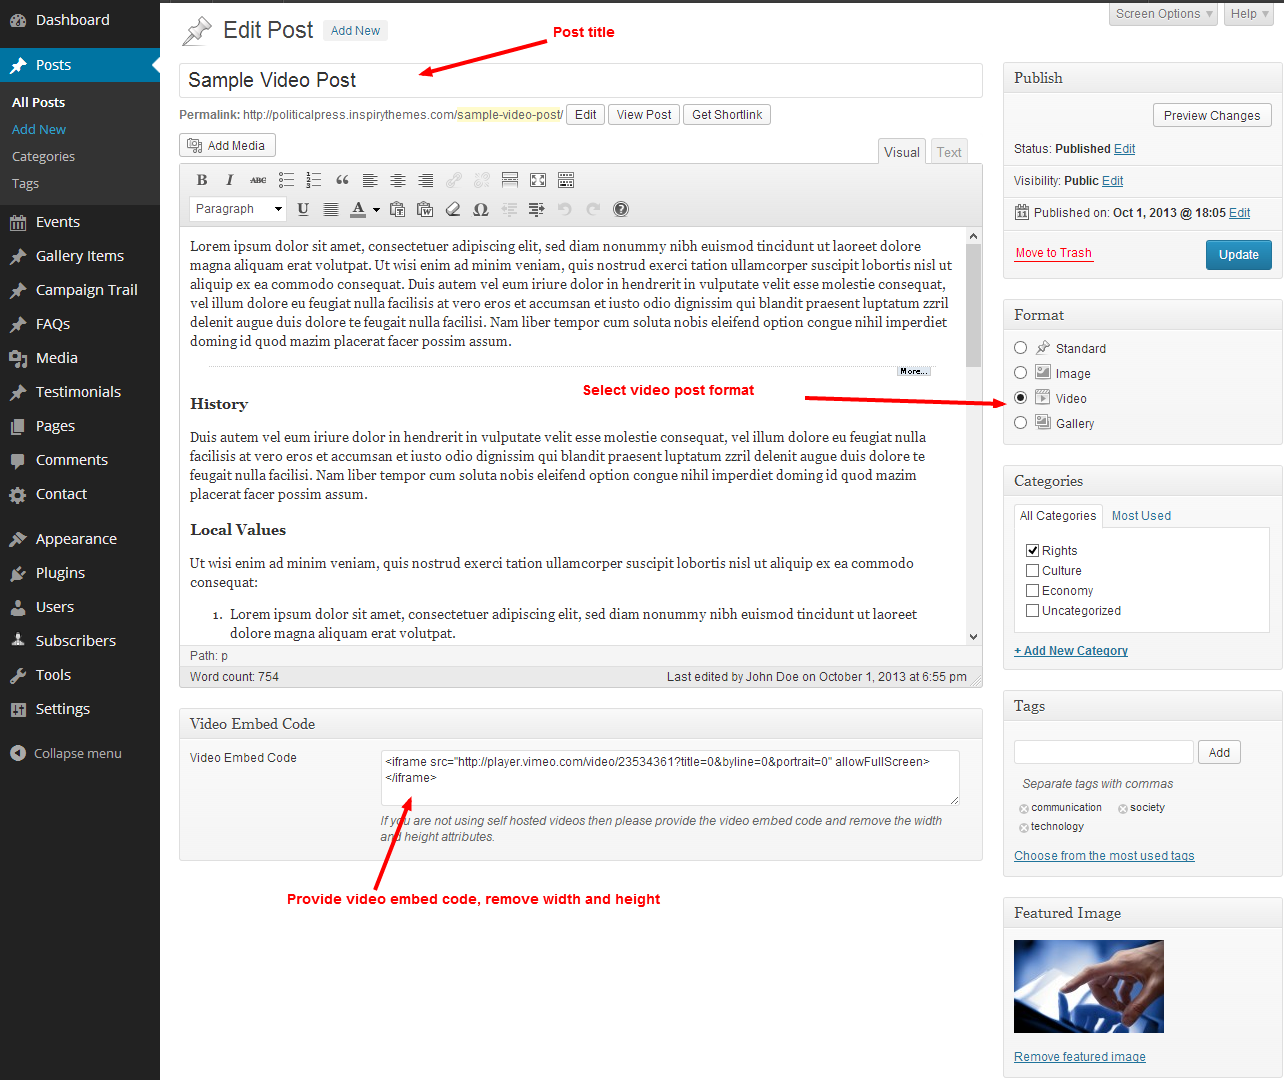 Dashboard
Posts
All Posts
Add New
Categories
Tags
Events
Gallery Items
Campaign Trail
FAQs
Media
Testimonials
Pages
Comments
Contact
Appearance
Plugins
Users
Subscribers
Tools
Settings
Collapse menu
Screen Options
Help
Edit Post
Add New
Post title
Sample Video Post
Permalink: http://politicalpress.inspirythemes.com/sample-video-post/ Edit View Post Get Shortlink
Add Media
Visual
Text
B I ABC
Paragraph
U A
Lorem ipsum dolor sit amet, consectetuer adipiscing elit, sed diam nonummy nibh euismod tincidunt ut laoreet dolore
magna aliquam erat volutpat. Ut wisi enim ad minim veniam, quis nostrud exerci tation ullamcorper suscipit lobortis nisl ut
aliquip ex ea commodo consequat. Duis autem vel eum iriure dolor in hendrerit in vulputate velit esse molestie consequat,
vel illum dolore eu feugiat nulla facilisis at vero eros et accumsan et iusto odio dignissim qui blandit praesent luptatum zzril
delenit augue duis dolore te feugait nulla facilisi. Nam liber tempor cum soluta nobis eleifend option congue nihil imperdiet
doming id quod mazim placerat facer possim assum.
More...
Select video post format
History
Duis autem vel eum iriure dolor in hendrerit in vulputate velit esse molestie consequat, vel illum dolore eu feugiat nulla
facilisis at vero eros et accumsan et iusto odio dignissim qui blandit praesent luptatum zzril delenit augue duis dolore te
feugait nulla facilisi. Nam liber tempor cum soluta nobis eleifend option congue nihil imperdiet doming id quod mazim
placerat facer possim assum.
Local Values
Ut wisi enim ad minim veniam, quis nostrud exerci tation ullamcorper suscipit lobortis nisl ut aliquip ex ea commodo
consequat:
1. Lorem ipsum dolor sit amet, consectetuer adipiscing elit, sed diam nonummy nibh euismod tincidunt ut laoreet
dolore magna aliquam erat volutpat.
Path: p
Word count: 754
Last edited by John Doe on October 1, 2013 at 6:55 pm
Video Embed Code
Video Embed Code
<iframe src="http://player.vimeo.com/video/23534361?title=0&byline=0&portrait=0" allowFullScreen>
</iframe>
If you are not using self hosted videos then please provide the video embed code and remove the width
and height attributes.
Provide video embed code, remove width and height
Publish
Preview Changes
Status: Published Edit
Visibility: Public Edit
Published on: Oct 1, 2013 @ 18:05 Edit
Move to Trash
Update
Format
Standard
Image
Video
Gallery
Categories
All Categories
Most Used
Rights
Culture
Economy
Uncategorized
+ Add New Category
Tags
Add
Separate tags with commas
communication
society
technology
Choose from the most used tags
Featured Image
Remove featured image